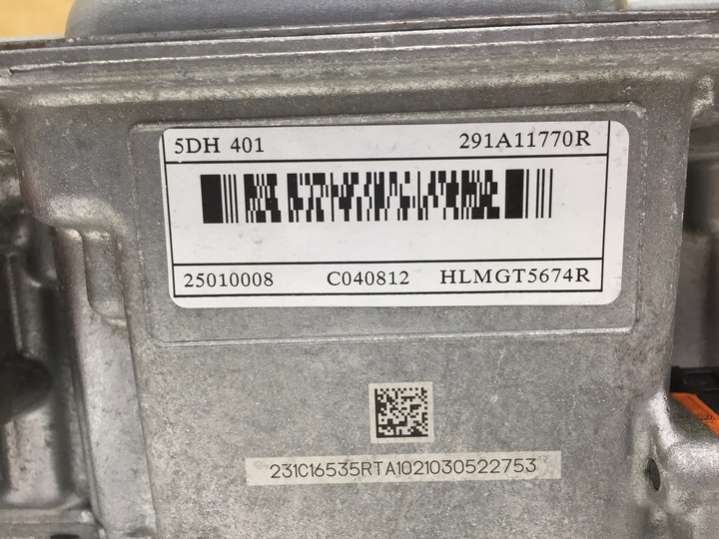 5DH 401 291A11770R
25010008 C040812 HLMGT5674R
231C16535RTA1021030522753